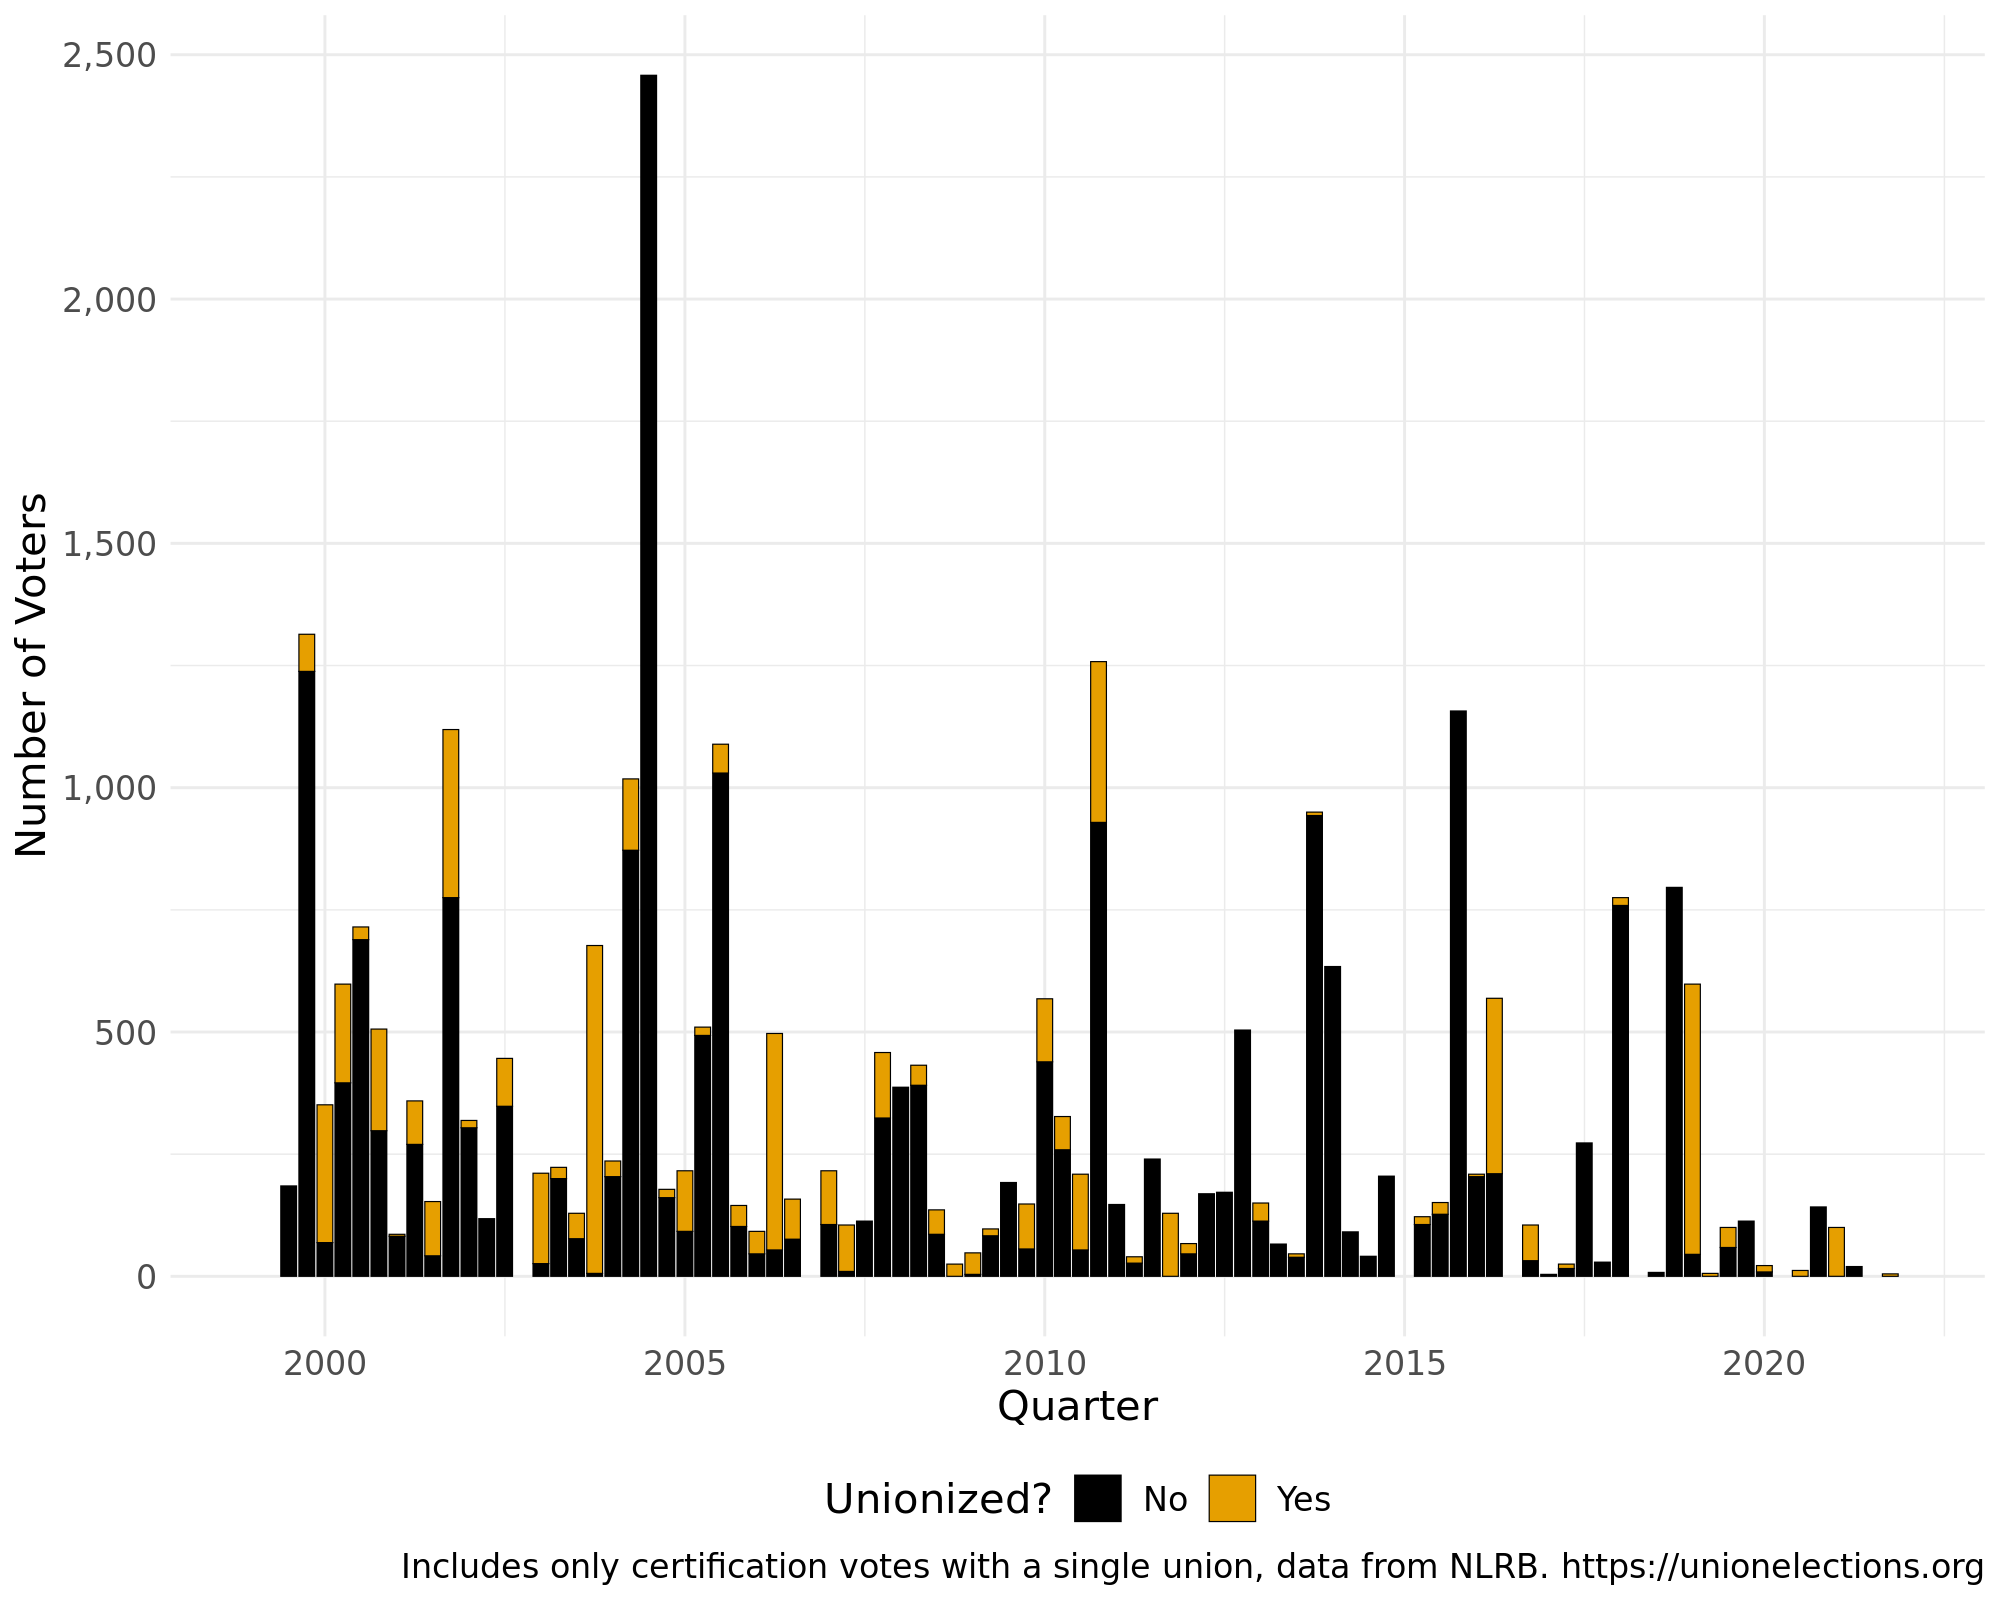 2,500
2,000
1,500
1,000
500
0
Number of Voters
2000 2005 2010 2015 2020
Quarter
Unionized? No Yes
Includes only certification votes with a single union, data from NLRB. https://unionelections.org